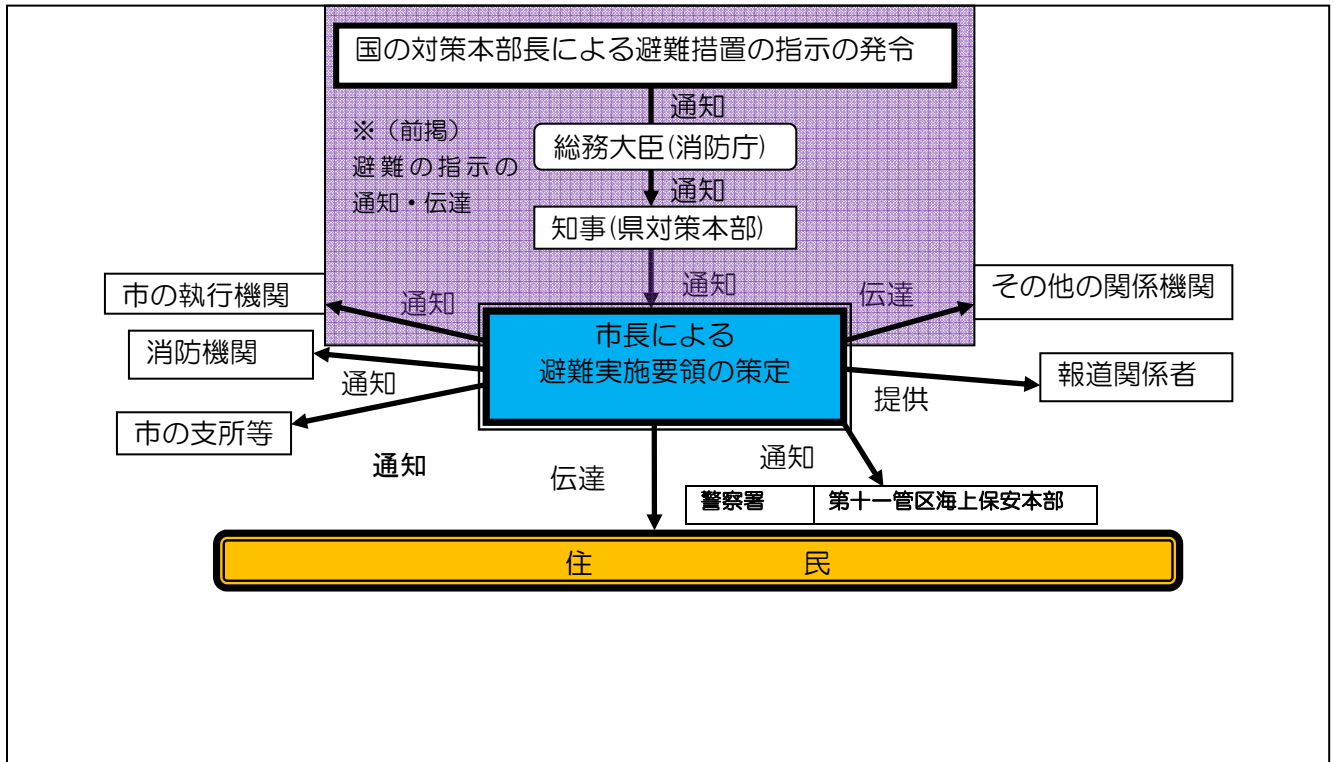 国の対策本部長による避難措置の指示の発令
通知
※（前掲）
避難の指示の
通知・伝達
総務大臣(消防庁)
通知
知事(県対策本部)
通知
市の執行機関
通知
伝達
その他の関係機関
市長による
避難実施要領の策定
消防機関
通知
報道関係者
提供
市の支所等
通知
伝達
通知
警察署
第十一管区海上保安本部
住　　　民